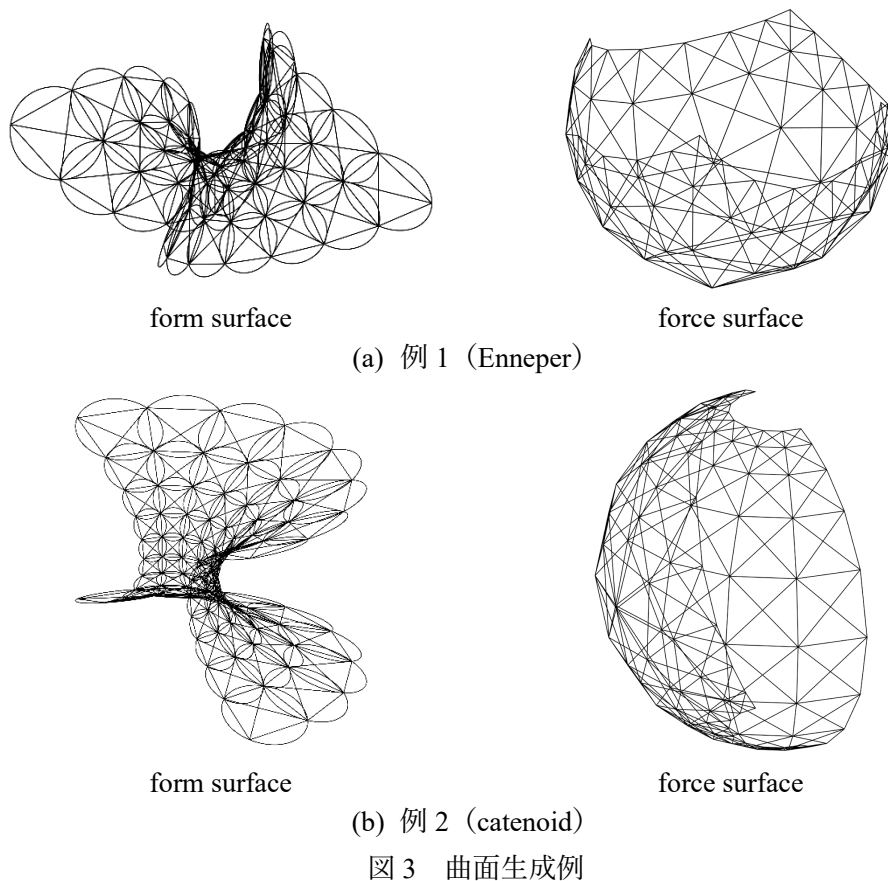 form surface
force surface
(a) 例 1（Enneper）
form surface
force surface
(b) 例 2（catenoid）
図 3　曲面生成例